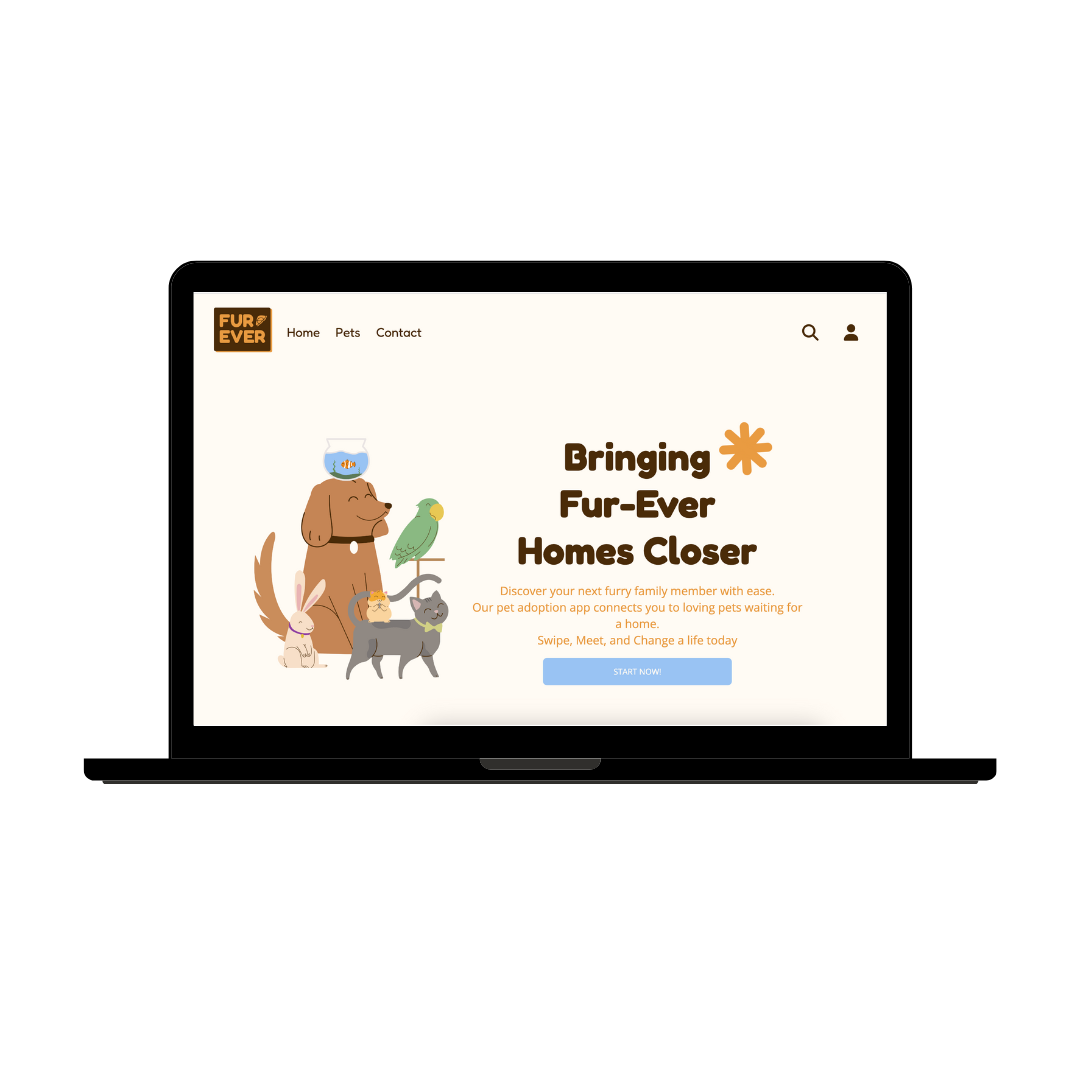 FUR
EVER
Home Pets Contact
Bringing
Fur-Ever
Homes Closer
Discover your next furry family member with ease.
Our pet adoption app connects you to loving pets waiting for
a home.
Swipe, Meet, and Change a life today
START NOW!